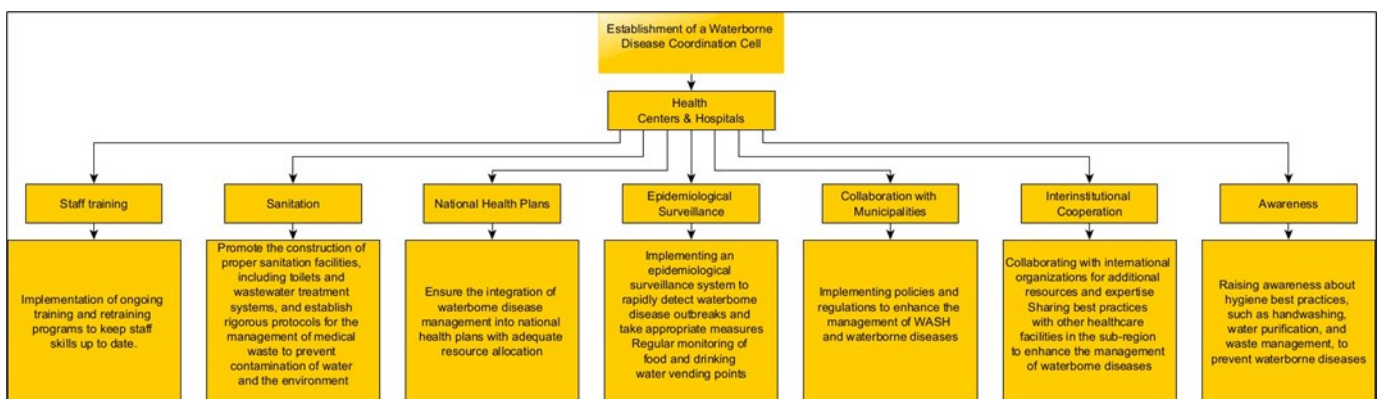 Establishment of a Waterborne
Disease Coordination Cell
Health
Centers & Hospitals
Staff training
Sanitation
National Health Plans
Epidemiological
Surveillance
Collaboration with
Municipalities
Interinstitutional
Cooperation
Awareness
Implementation of ongoing
training and retraining
programs to keep staff
skills up to date.
Promote the construction of
proper sanitation facilities,
including toilets and
wastewater treatment
systems, and establish
rigorous protocols for the
management of medical
waste to prevent
contamination of water
and the environment
Ensure the integration of
waterborne disease
management into national
health plans with adequate
resource allocation
Implementing an
epidemiological
surveillance system to
rapidly detect waterborne
disease outbreaks and
take appropriate measures
Regular monitoring of
food and drinking
water vending points
Implementing policies and
regulations to enhance the
management of WASH
and waterborne diseases
Collaborating with international
organizations for additional
resources and expertise
Sharing best practices
with other healthcare
facilities in the sub-region
to enhance the management
of waterborne diseases
Raising awareness about
hygiene best practices,
such as handwashing,
water purification, and
waste management, to
prevent waterborne diseases